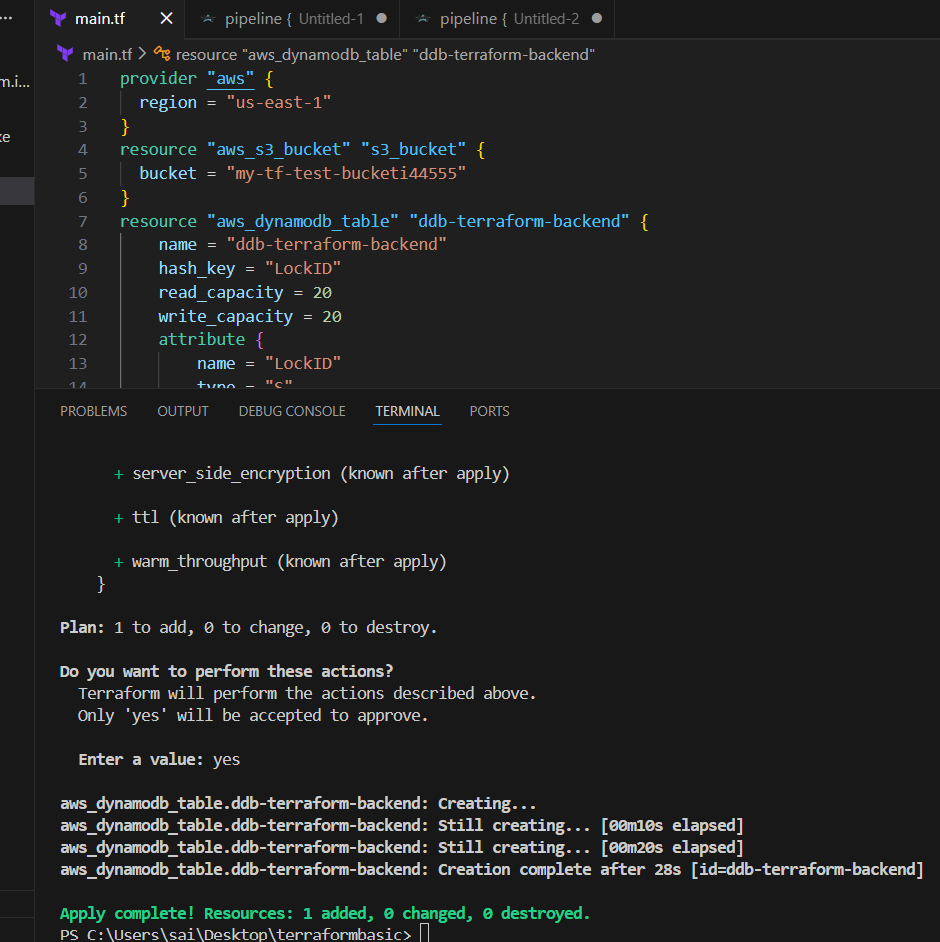 main.tf
pipeline { Untitled-1
pipeline { Untitled-2
main.tf > resource "aws_dynamodb_table" "ddb-terraform-backend"
m.i...
1 provider "aws" {
2 region = "us-east-1"
3 }
4 resource "aws_s3_bucket" "s3_bucket" {
5 bucket = "my-tf-test-bucketi44555"
6 }
7 resource "aws_dynamodb_table" "ddb-terraform-backend" {
8 name = "ddb-terraform-backend"
9 hash_key = "LockID"
10 read_capacity = 20
11 write_capacity = 20
12 attribute {
13 name = "LockID"
14 type = "S"
PROBLEMS OUTPUT DEBUG CONSOLE TERMINAL PORTS
+ server_side_encryption (known after apply)
+ ttl (known after apply)
+ warm_throughput (known after apply)
}
Plan: 1 to add, 0 to change, 0 to destroy.
Do you want to perform these actions?
Terraform will perform the actions described above.
Only 'yes' will be accepted to approve.
Enter a value: yes
aws_dynamodb_table.ddb-terraform-backend: Creating...
aws_dynamodb_table.ddb-terraform-backend: Still creating... [00m10s elapsed]
aws_dynamodb_table.ddb-terraform-backend: Still creating... [00m20s elapsed]
aws_dynamodb_table.ddb-terraform-backend: Creation complete after 28s [id=ddb-terraform-backend]
Apply complete! Resources: 1 added, 0 changed, 0 destroyed.
PS C:\Users\sai\Desktop\terraformbasic>